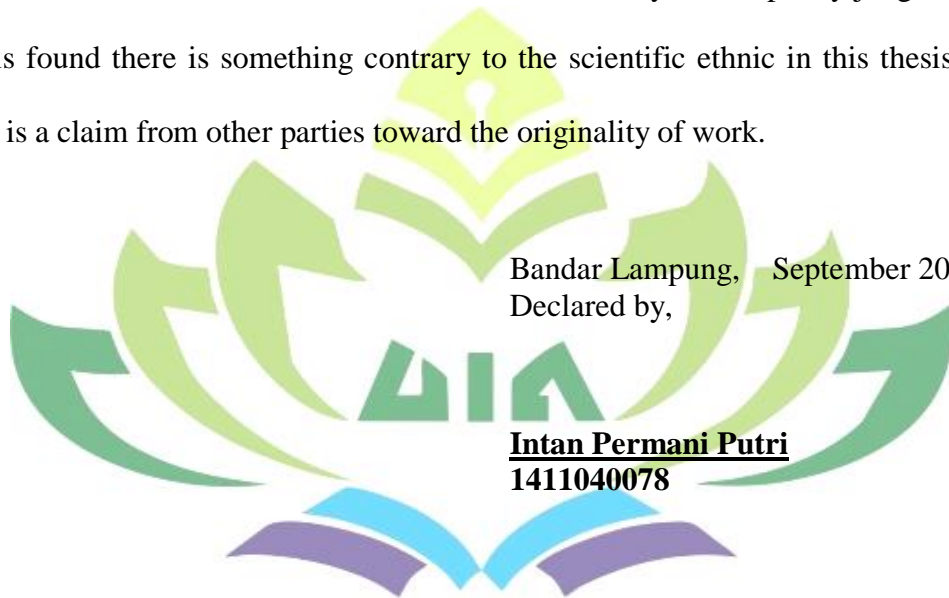 s found there is something contrary to the scientific ethnic in this thesis
is a claim from other parties toward the originality of work.
Bandar Lampung, September 20
Declared by,
UIN
Intan Permani Putri
1411040078